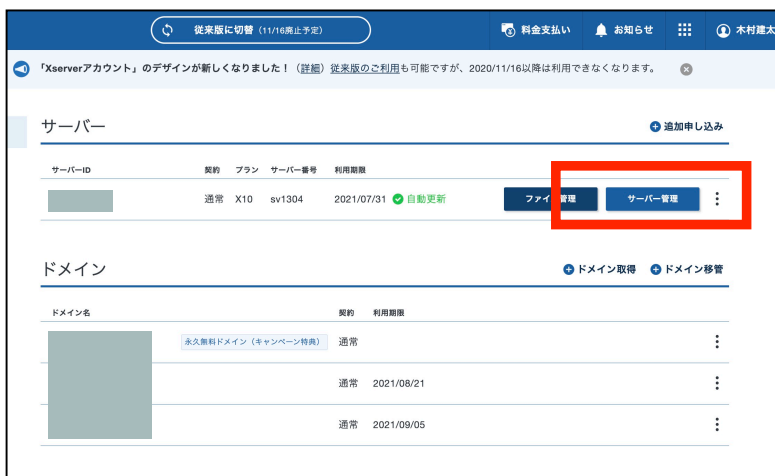 従来版に切替（11/16廃止予定） 料金支払い お知らせ 木村建太
「Xserverアカウント」のデザインが新しくなりました！（詳細）従来版のご利用も可能ですが、2020/11/16以降は利用できなくなります。
サーバー 追加申し込み
サーバーID 契約 プラン サーバー番号 利用期限
通常 X10 sv1304 2021/07/31 自動更新 ファイル管理 サーバー管理
ドメイン ドメイン取得 ドメイン移管
ドメイン名 契約 利用期限
永久無料ドメイン（キャンペーン特典） 通常
通常 2021/08/21
通常 2021/09/05